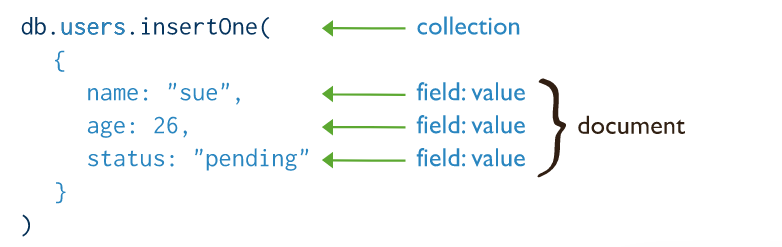 db.users.insertOne( collection
{
name: "sue", field: value
age: 26, field: value document
status: "pending" field: value
}
)